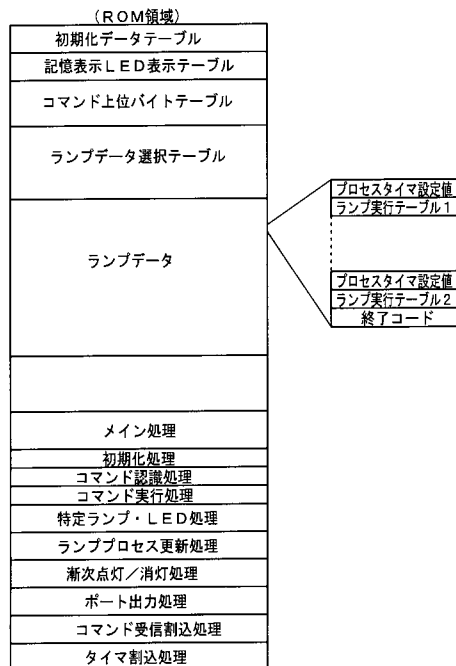 (ROM領域)
初期化データテーブル
記憶表示LED表示テーブル
コマンド上位バイトテーブル
ランプデータ選択テーブル
ランプデータ
プロセスタイマ設定値
ランプ実行テーブル1
プロセスタイマ設定値
ランプ実行テーブル2
終了コード
メイン処理
初期化処理
コマンド認識処理
コマンド実行処理
特定ランプ・LED処理
ランププロセス更新処理
漸次点灯/消灯処理
ポート出力処理
コマンド受信割込処理
タイマ割込処理